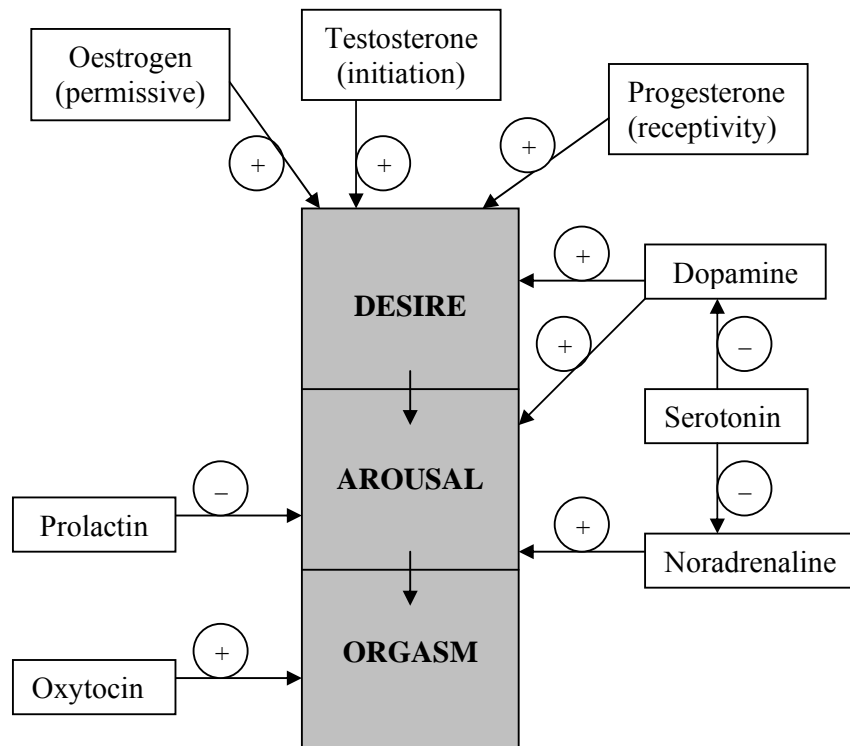 Oestrogen
(permissive)
Testosterone
(initiation)
Progesterone
(receptivity)
+
+
+
+
Dopamine
DESIRE
+
–
Serotonin
AROUSAL
–
–
Prolactin
+
Noradrenaline
ORGASM
+
Oxytocin